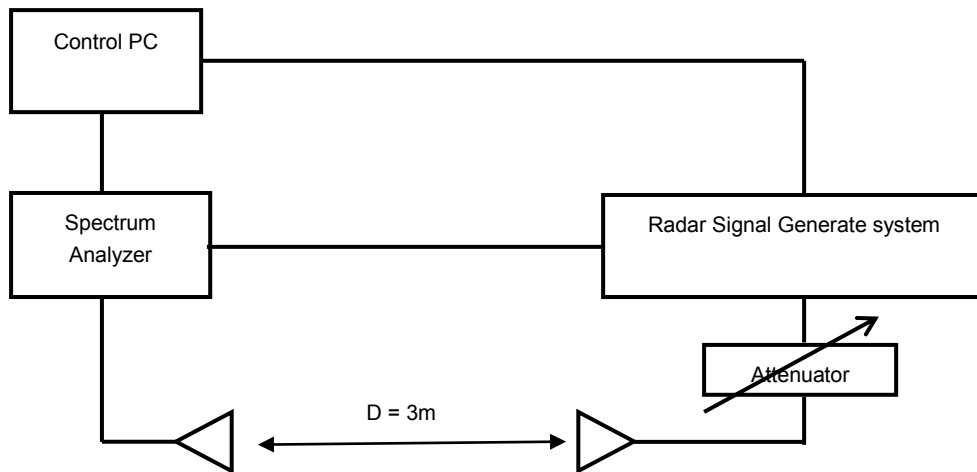 Control PC
Spectrum
Analyzer
Radar Signal Generate system
Attenuator
D = 3m